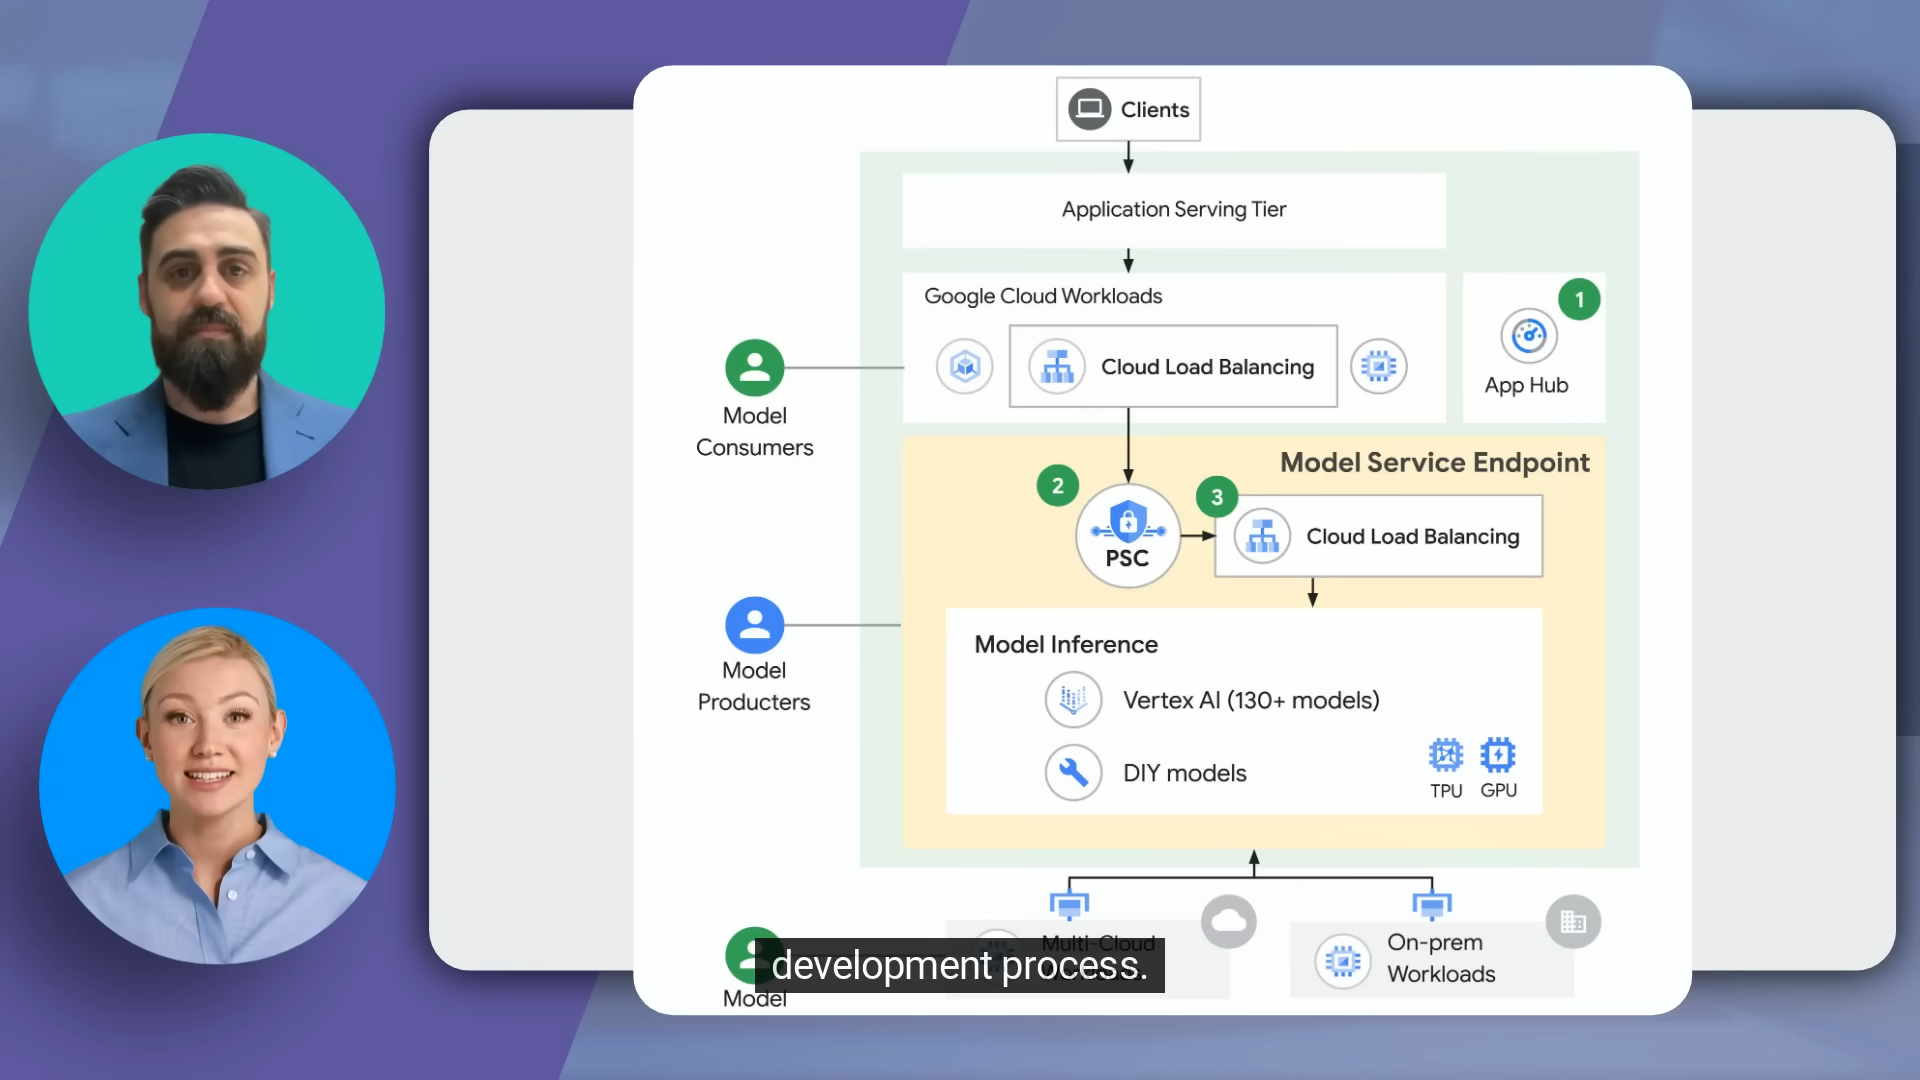 Clients
Application Serving Tier
Google Cloud Workloads
1
Cloud Load Balancing
App Hub
Model
Consumers
Model Service Endpoint
2
3
PSC
Cloud Load Balancing
Model Inference
Model
Producters
Vertex AI (130+ models)
DIY models
TPU
GPU
Multi-Cloud
On-prem
Workloads
development process.
Model